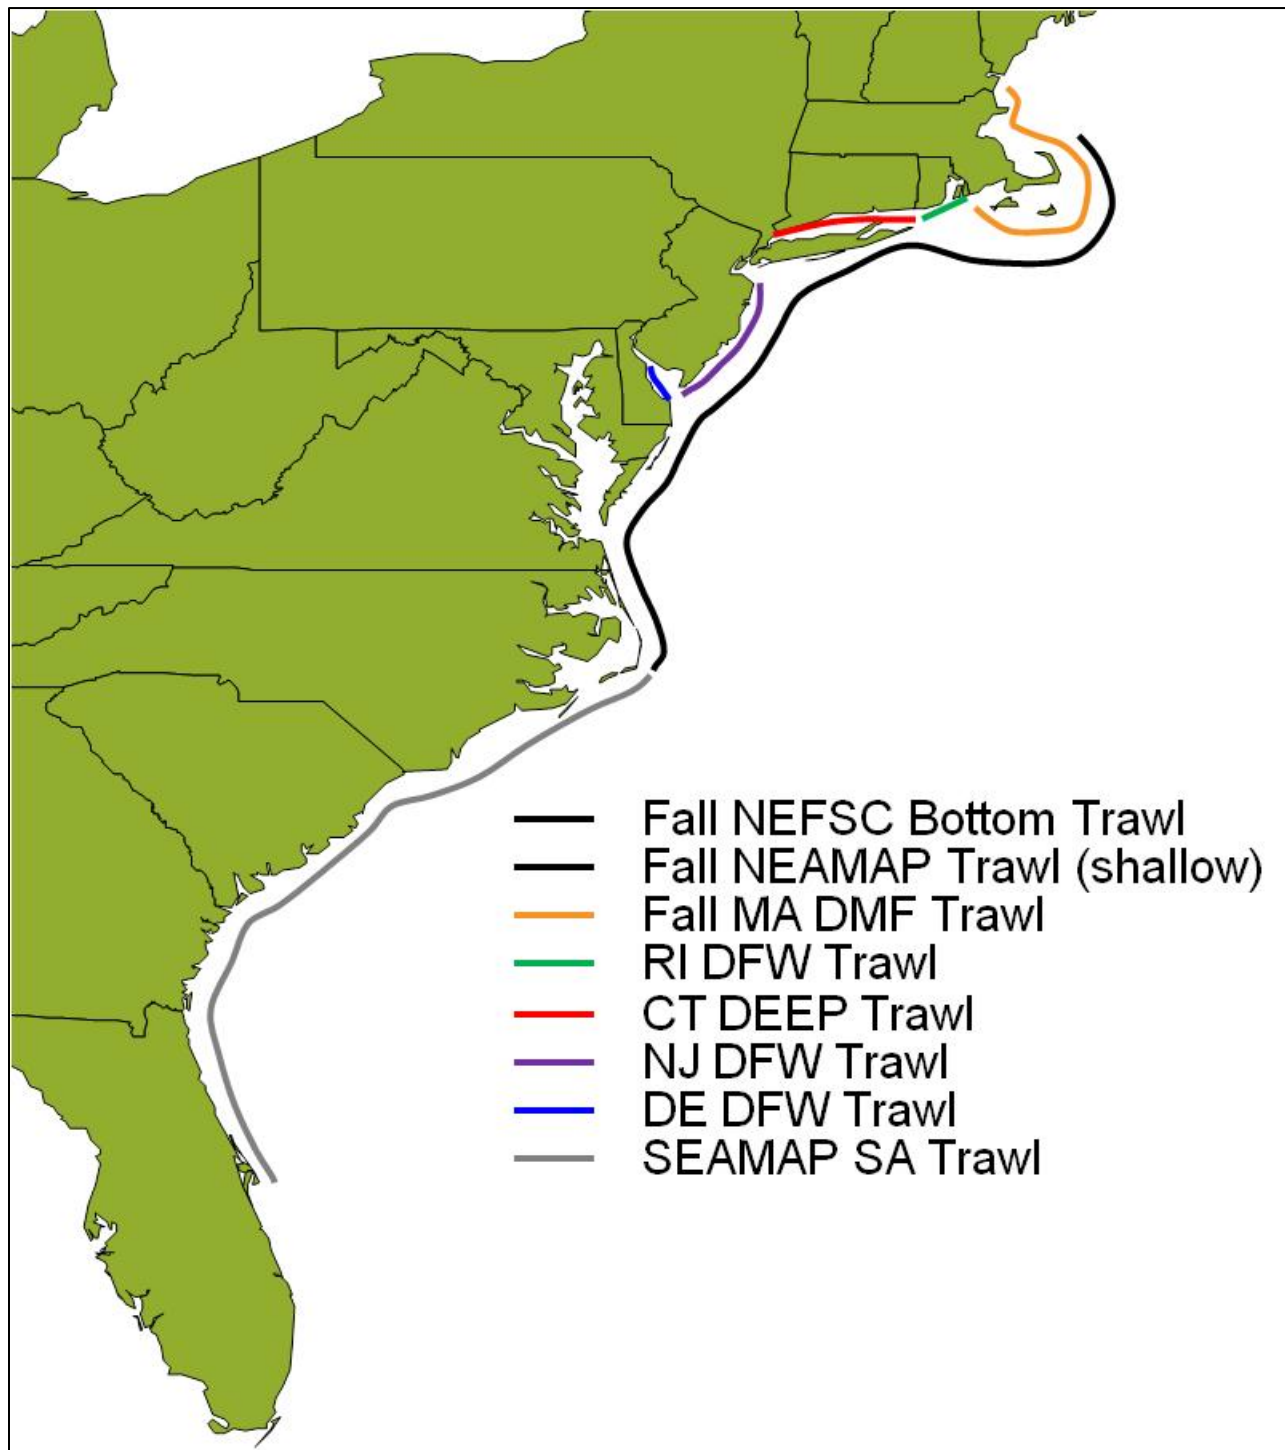 Fall NEFSC Bottom Trawl
Fall NEAMAP Trawl (shallow)
Fall MA DMF Trawl
RI DFW Trawl
CT DEEP Trawl
NJ DFW Trawl
DE DFW Trawl
SEAMAP SA Trawl